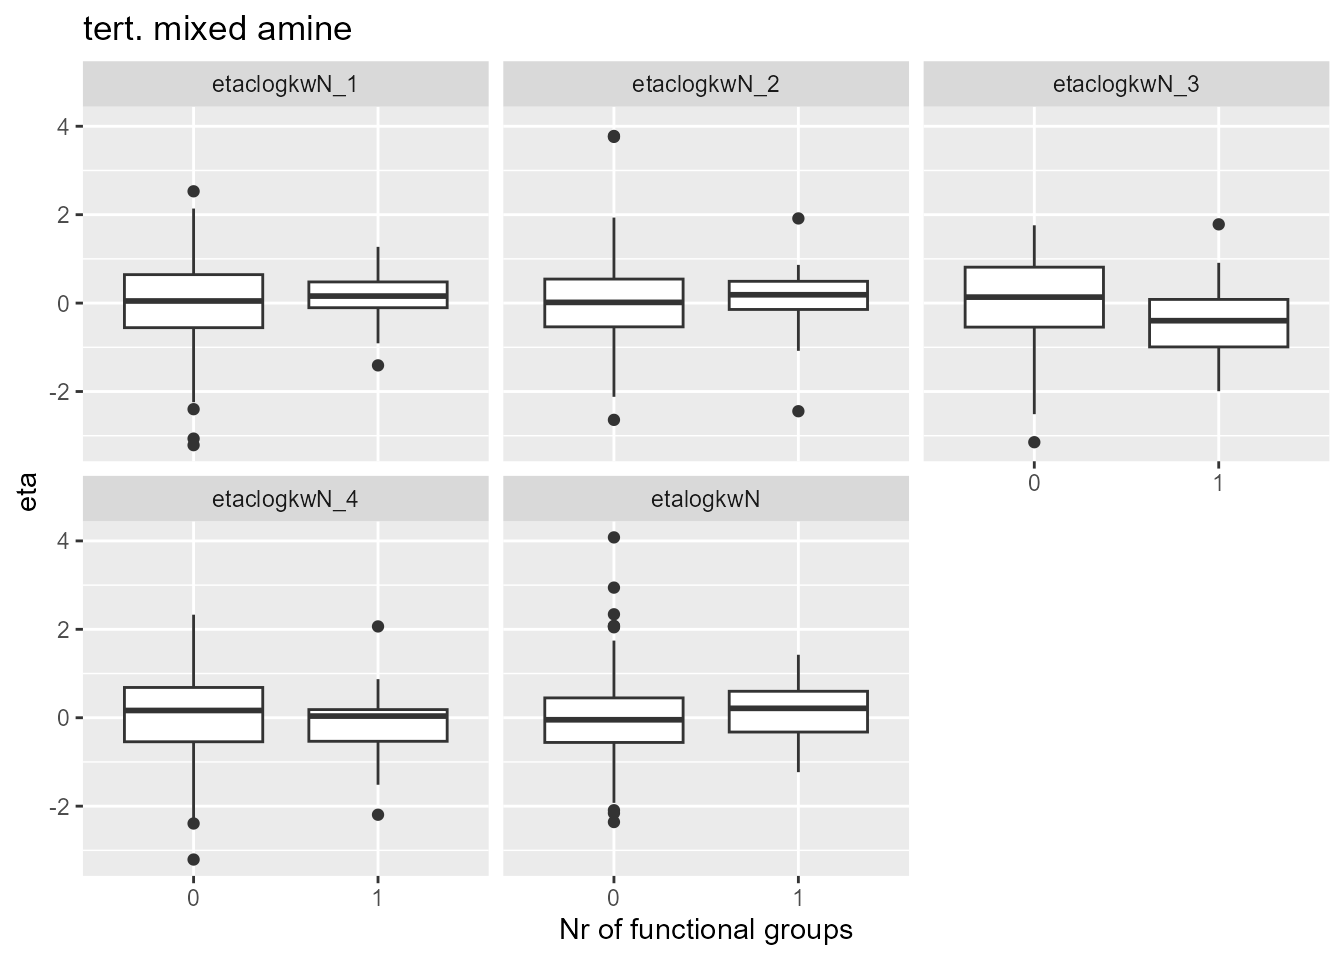 tert. mixed amine
etaclogkwN_1
etaclogkwN_2
etaclogkwN_3
4
2
0
-2
0
1
eta
etaclogkwN_4
etalogkwN
4
2
0
-2
0
1
0
1
Nr of functional groups